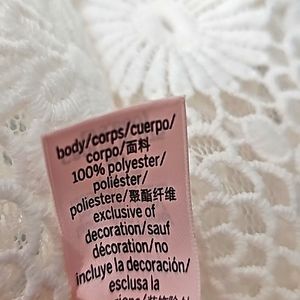 body/corps/cuerpo/
corpo/面料
100% polyester/
poliéster/
poliestere/聚酯纤维
exclusive of
decoration/sauf
décoration/no
incluye la decoración/
esclusa la